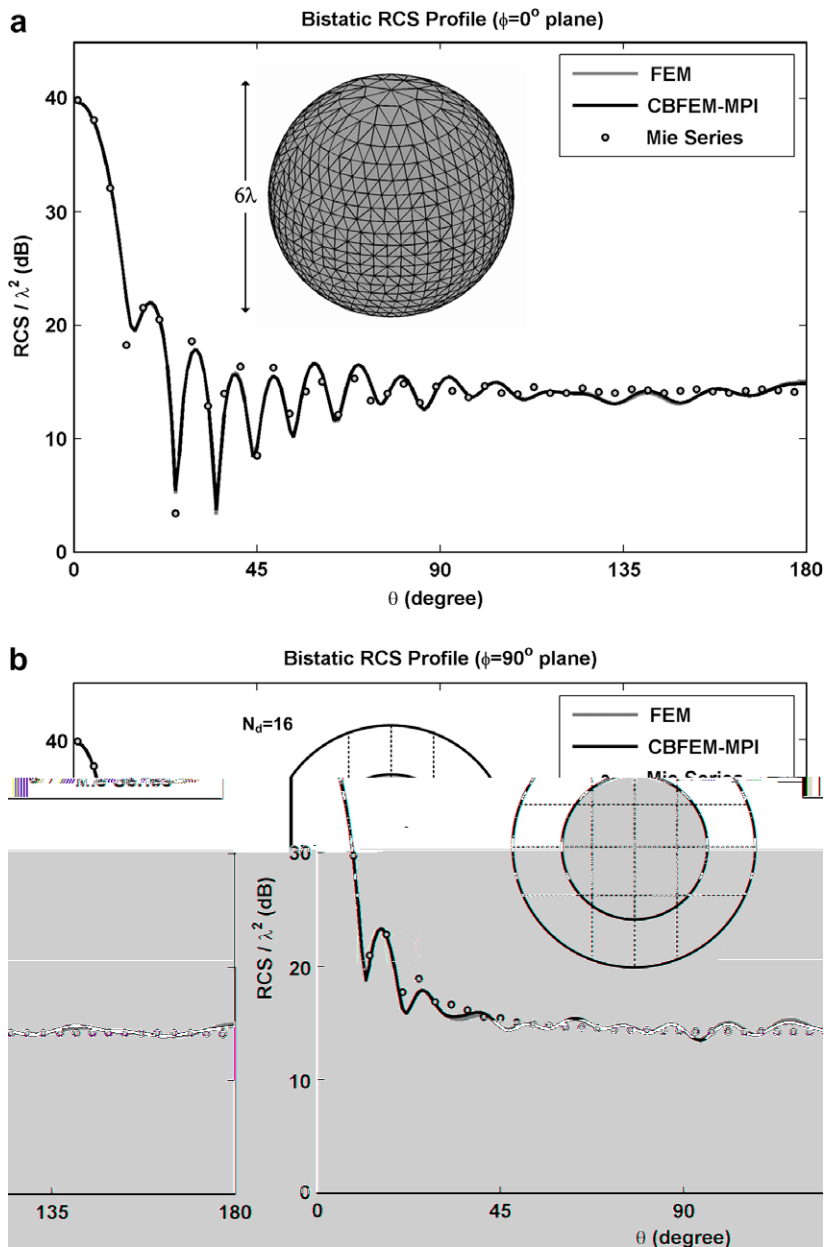 a
Bistatic RCS Profile (ϕ=0° plane)
FEM
CBFEM-MPI
Mie Series
6λ
RCS / λ² (dB)
40
30
20
10
0
0 45 90 135 180
θ (degree)
b
Bistatic RCS Profile (ϕ=90° plane)
N_d=16
FEM
CBFEM-MPI
Mie Series
40
30
RCS / λ² (dB)
20
10
0
135 180 0 45 90
θ (degree)